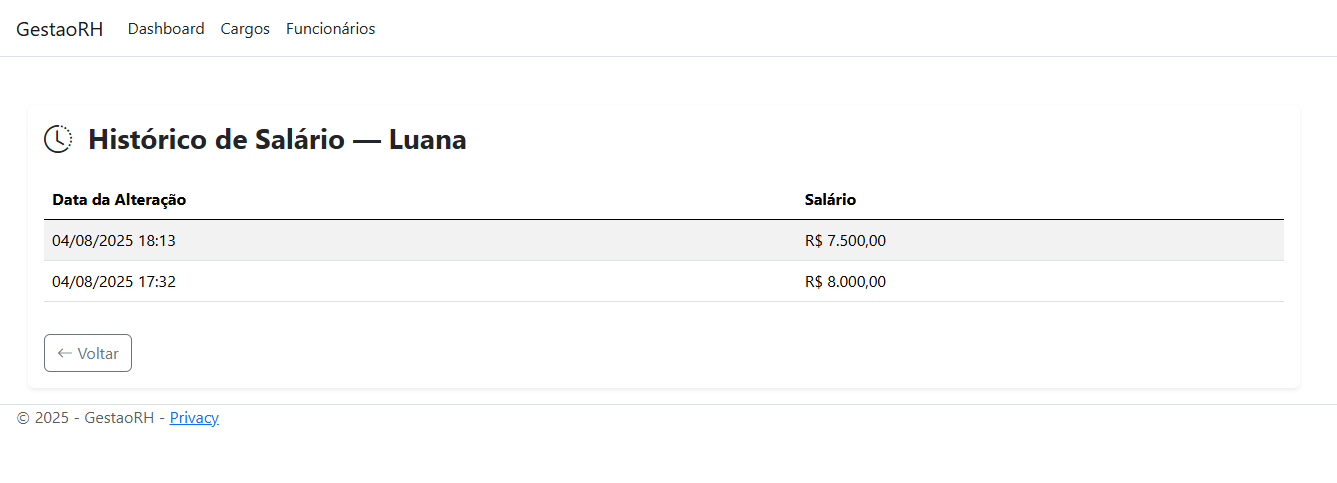 GestaoRH Dashboard Cargos Funcionários
Histórico de Salário — Luana
Data da Alteração Salário
04/08/2025 18:13 R$ 7.500,00
04/08/2025 17:32 R$ 8.000,00
← Voltar
© 2025 - GestaoRH - Privacy